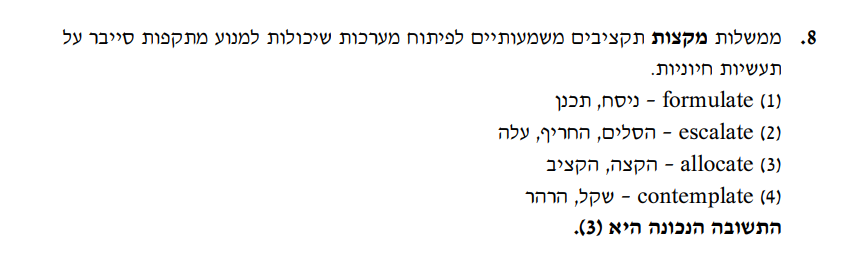 8. ממשלות מקצות תקציבים משמעותיים לפיתוח מערכות שיכולות למנוע מתקפות סייבר על
תעשיות חיוניות.
(1) formulate – ניסח, תכנן
(2) escalate – הסלים, החריף, עלה
(3) allocate – הקצה, הקציב
(4) contemplate – שקל, הרהר
התשובה הנכונה היא (3).